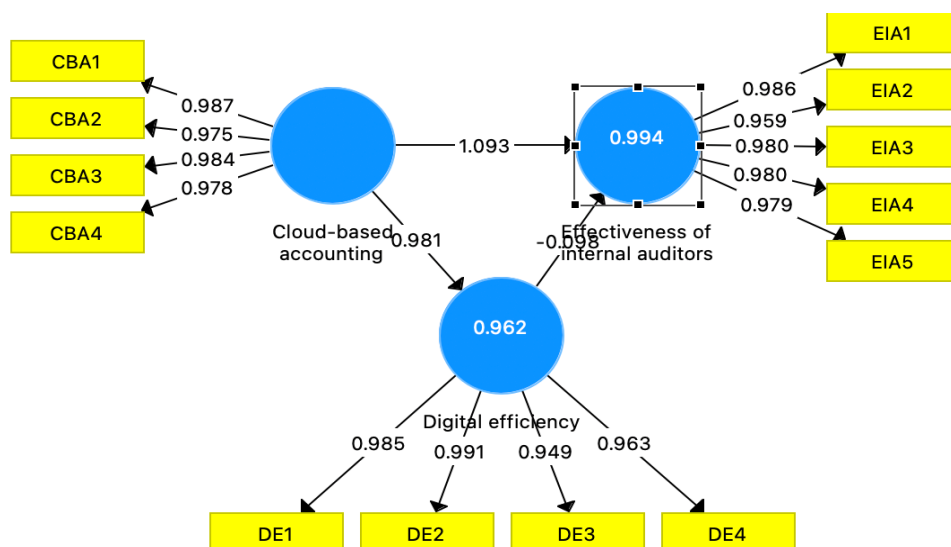 EIA1
CBA1
0.987
0.986
EIA2
CBA2
0.975
0.959
0.994
1.093
0.980
EIA3
CBA3
0.984
0.980
0.978
EIA4
CBA4
0.979
Cloud-based
accounting
0.981
-0.098
Effectiveness of
internal auditors
EIA5
0.962
Digital efficiency
0.985
0.991
0.949
0.963
DE1
DE2
DE3
DE4